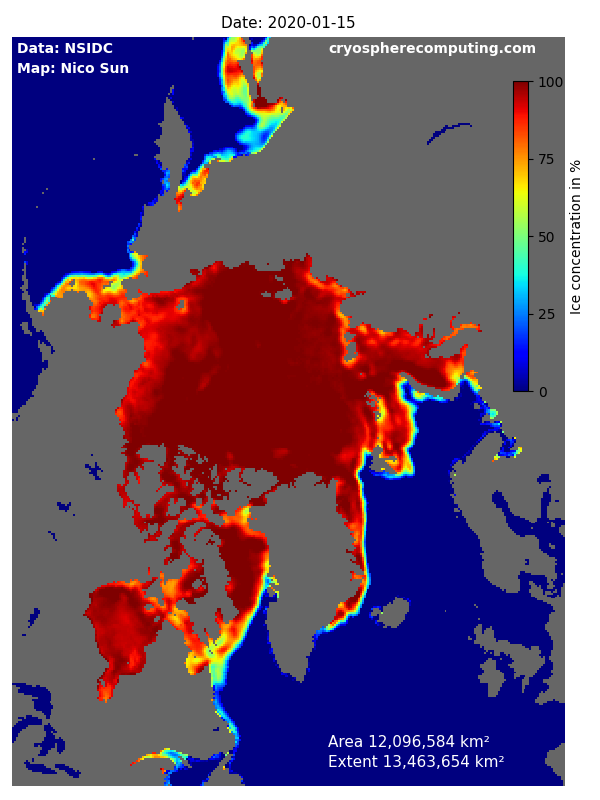 Date: 2020-01-15
Data: NSIDC
Map: Nico Sun
cryospherecomputing.com
100
75
50
25
0
Ice concentration in %
Area 12,096,584 km²
Extent 13,463,654 km²